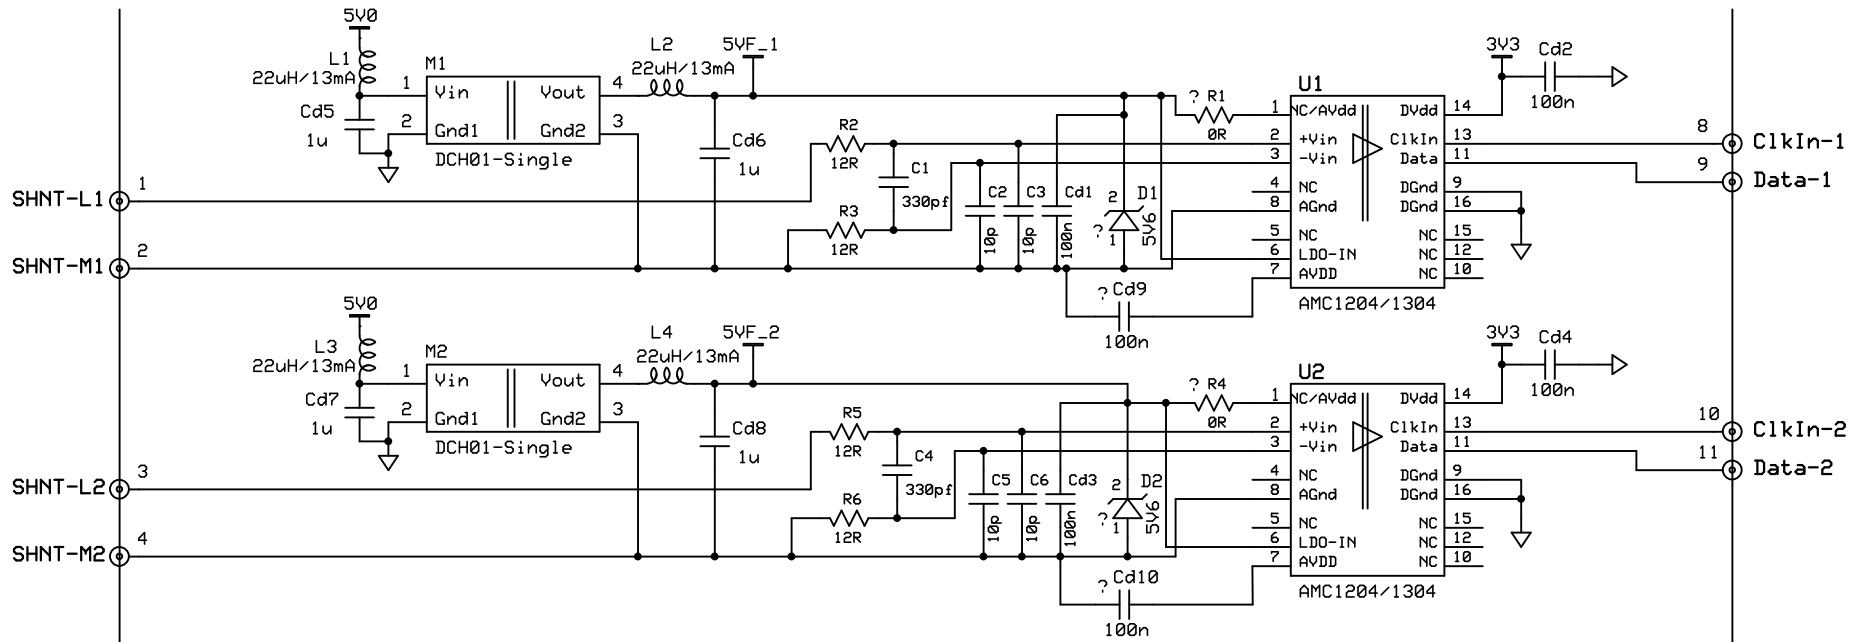 5V0
L1
22uH/13mA
Cd5
1u
M1
1
Vin
Vout
4
2
Gnd1
Gnd2
3
DCH01-Single
L2
22uH/13mA
5VF_1
Cd6
1u
R2
12R
C1
330pf
R3
12R
C2
10p
C3
10p
Cd1
100n
2
D1
?
1
5V6
? R1
0R
? Cd9
100n
U1
1
NC/AVdd
DVdd
14
2
+Vin
ClkIn
13
3
-Vin
Data
11
4
NC
DGnd
9
8
AGnd
DGnd
16
5
NC
NC
15
6
LDO-IN
NC
12
7
AVDD
NC
10
AMC1204/1304
3V3
Cd2
100n
8
ClkIn-1
9
Data-1
SHNT-L1
1
SHNT-M1
2
5V0
L3
22uH/13mA
Cd7
1u
M2
1
Vin
Vout
4
2
Gnd1
Gnd2
3
DCH01-Single
L4
22uH/13mA
5VF_2
Cd8
1u
R5
12R
C4
330pf
R6
12R
C5
10p
C6
10p
Cd3
100n
2
D2
?
1
5V6
? R4
0R
? Cd10
100n
U2
1
NC/AVdd
DVdd
14
2
+Vin
ClkIn
13
3
-Vin
Data
11
4
NC
DGnd
9
8
AGnd
DGnd
16
5
NC
NC
15
6
LDO-IN
NC
12
7
AVDD
NC
10
AMC1204/1304
3V3
Cd4
100n
10
ClkIn-2
11
Data-2
SHNT-L2
3
SHNT-M2
4